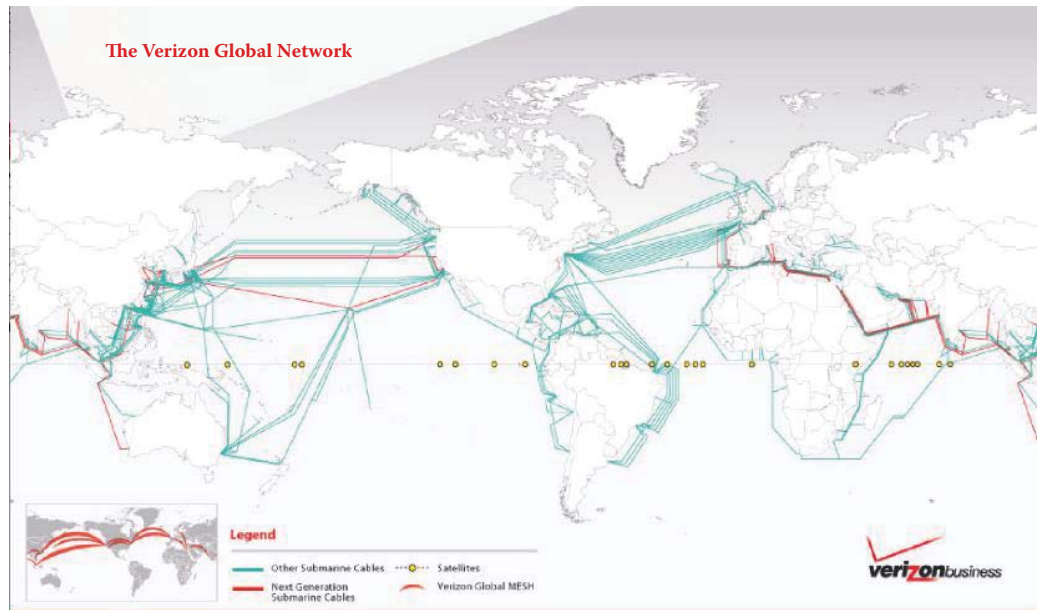 The Verizon Global Network
Legend
Other Submarine Cables
Satellites
Next Generation
Submarine Cables
Verizon Global MESH
verizonbusiness